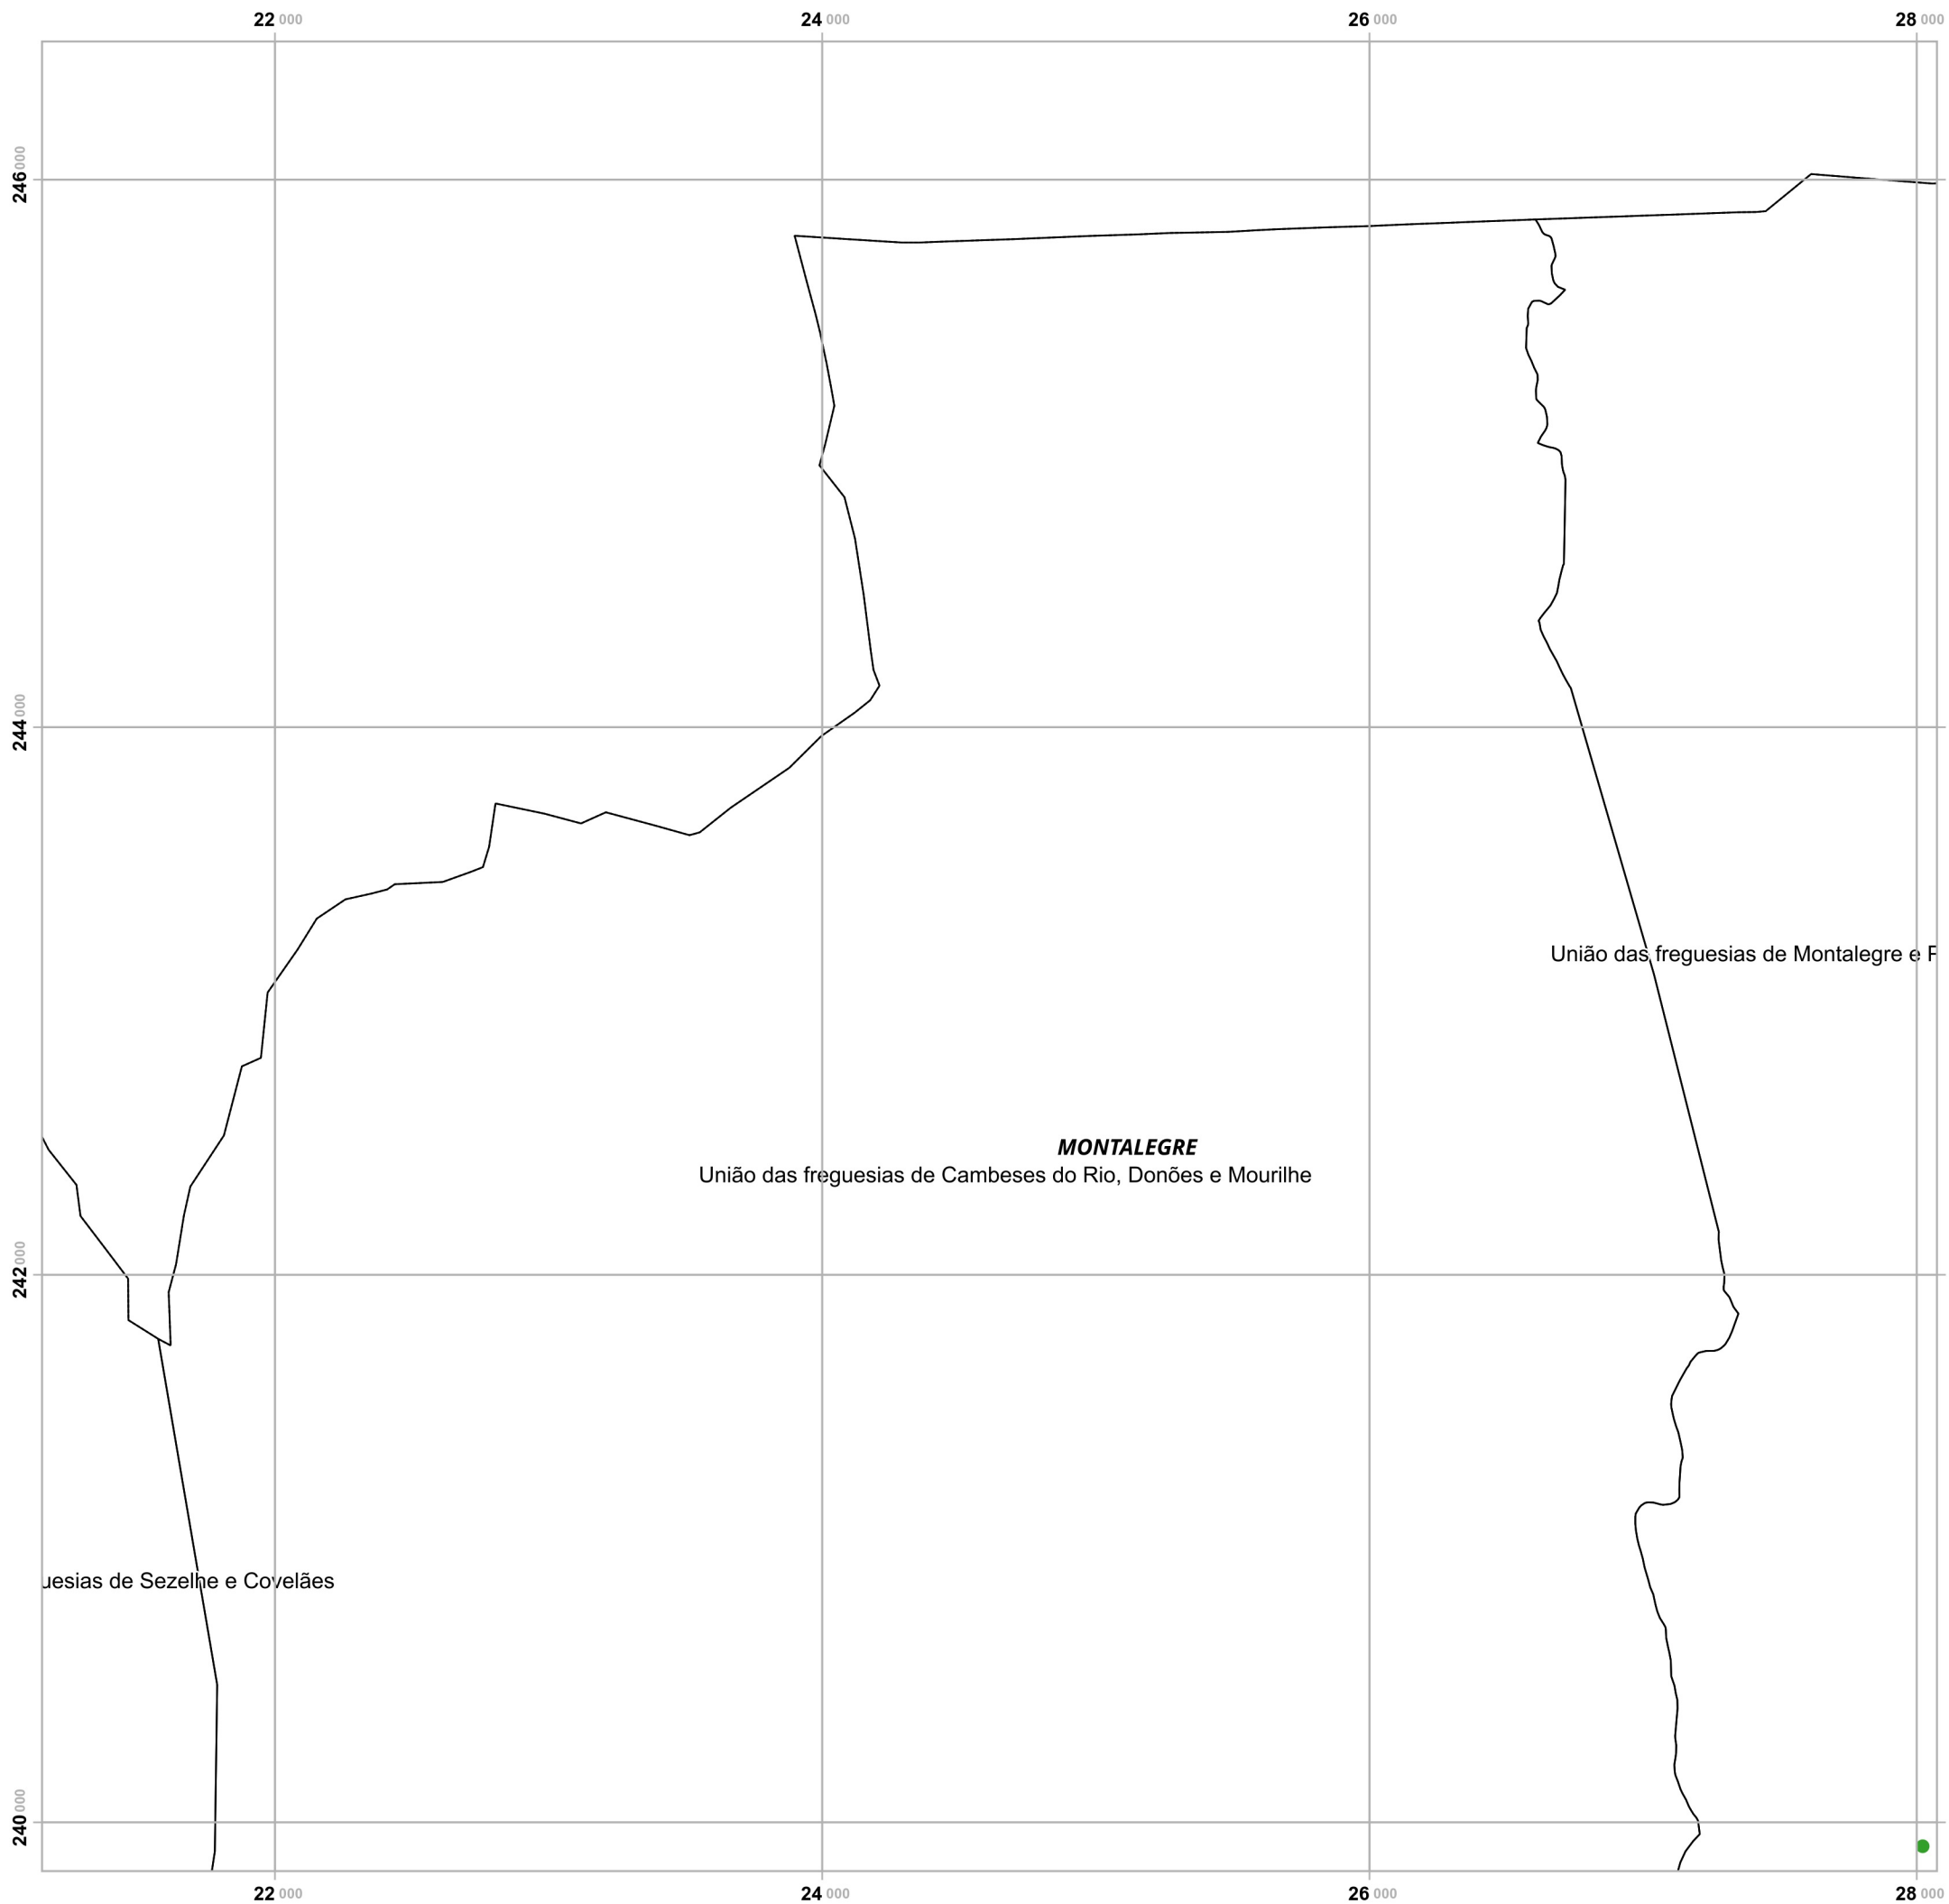 22 000 24 000 26 000 28 000
246 000
244 000
União das freguesias de Montalegre e
MONTALEGRE
União das freguesias de Cambeses do Rio, Donões e Mourilhe
242 000
uesias de Sezelhe e Covelães
240 000
22 000 24 000 26 000 28 000